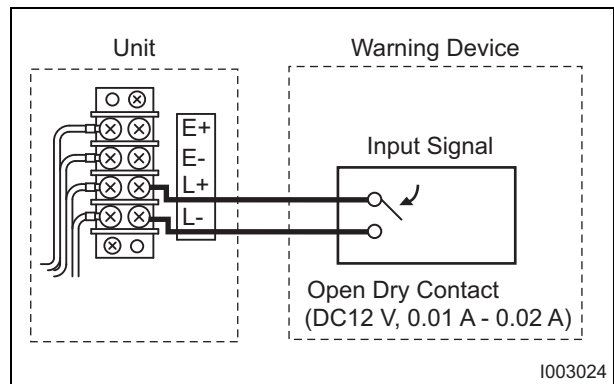 Unit
Warning Device
E+
E-
L+
L-
Input Signal
Open Dry Contact
(DC12 V, 0.01 A - 0.02 A)
I003024